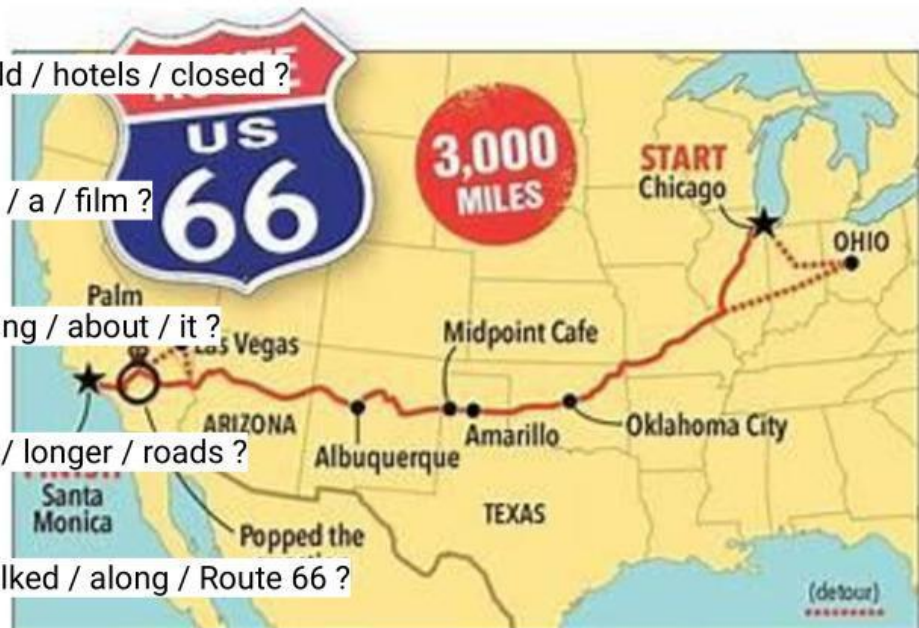 ld / hotels / closed ?
US
66
/ a / film ?
3,000
MILES
START
Chicago
OHIO
Palm
ng / about / it ?
Las Vegas
Midpoint Cafe
ARIZONA
Albuquerque
Amarillo
Oklahoma City
/ longer / roads ?
Santa
Monica
TEXAS
Popped the
lked / along / Route 66 ?
(detour)